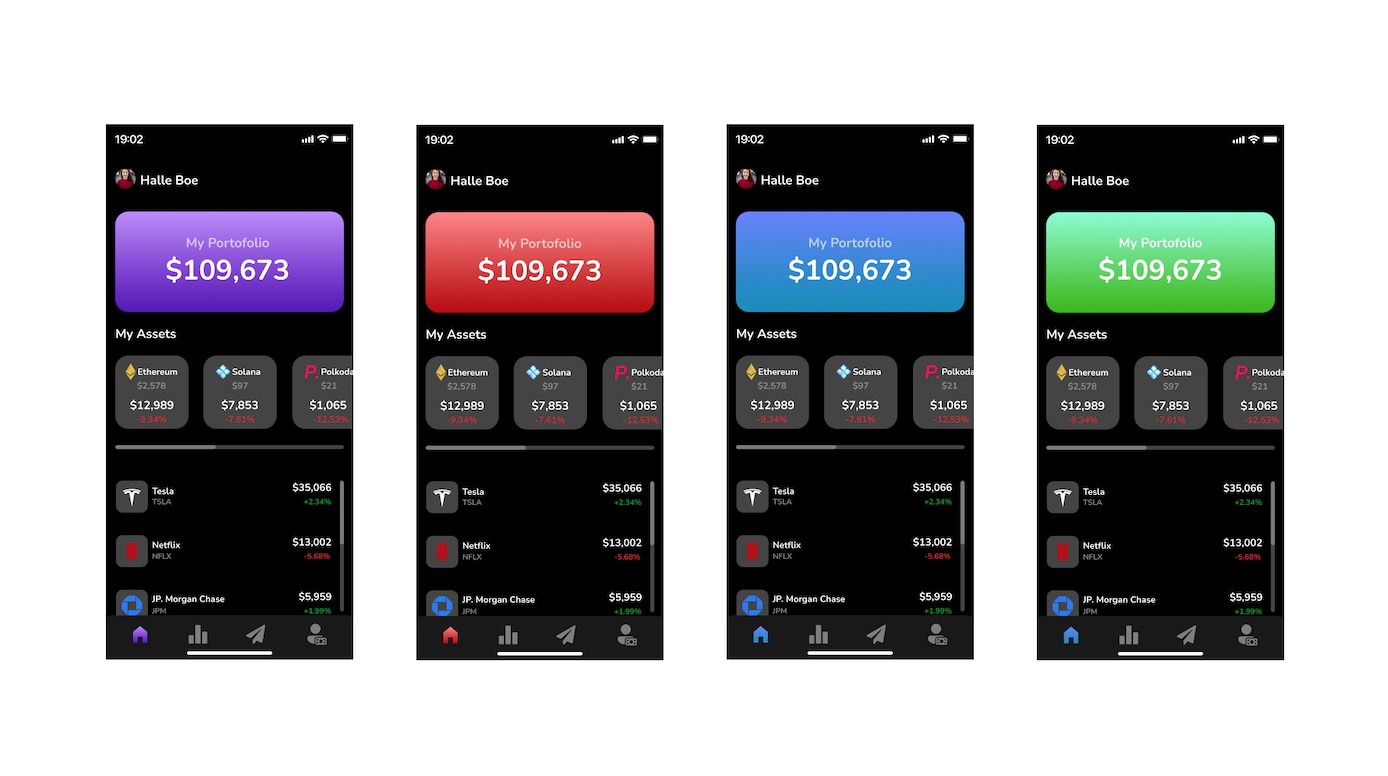 19:02
Halle Boe
My Portofolio
$109,673
My Assets
Ethereum
$2,578
$12,989
-9.34%
Solana
$97
$7,853
-7.61%
P.
Polkoda
$21
$1,065
-12.53%
Tesla
TSLA
$35,066
+2.34%
Netflix
NFLX
$13,002
-5.68%
JP. Morgan Chase
JPM
$5,959
+1.99%
19:02
Halle Boe
My Portofolio
$109,673
My Assets
Ethereum
$2,578
$12,989
-9.34%
Solana
$97
$7,853
-7.61%
P.
Polkoda
$21
$1,065
-12.53%
Tesla
TSLA
$35,066
+2.34%
Netflix
NFLX
$13,002
-5.68%
JP. Morgan Chase
JPM
$5,959
+1.99%
19:02
Halle Boe
My Portofolio
$109,673
My Assets
Ethereum
$2,578
$12,989
-9.34%
Solana
$97
$7,853
-7.61%
P.
Polkoda
$21
$1,065
-12.53%
Tesla
TSLA
$35,066
+2.34%
Netflix
NFLX
$13,002
-5.68%
JP. Morgan Chase
JPM
$5,959
+1.99%
19:02
Halle Boe
My Portofolio
$109,673
My Assets
Ethereum
$2,578
$12,989
-9.34%
Solana
$97
$7,853
-7.61%
P.
Polkoda
$21
$1,065
-12.53%
Tesla
TSLA
$35,066
+2.34%
Netflix
NFLX
$13,002
-5.68%
JP. Morgan Chase
JPM
$5,959
+1.99%